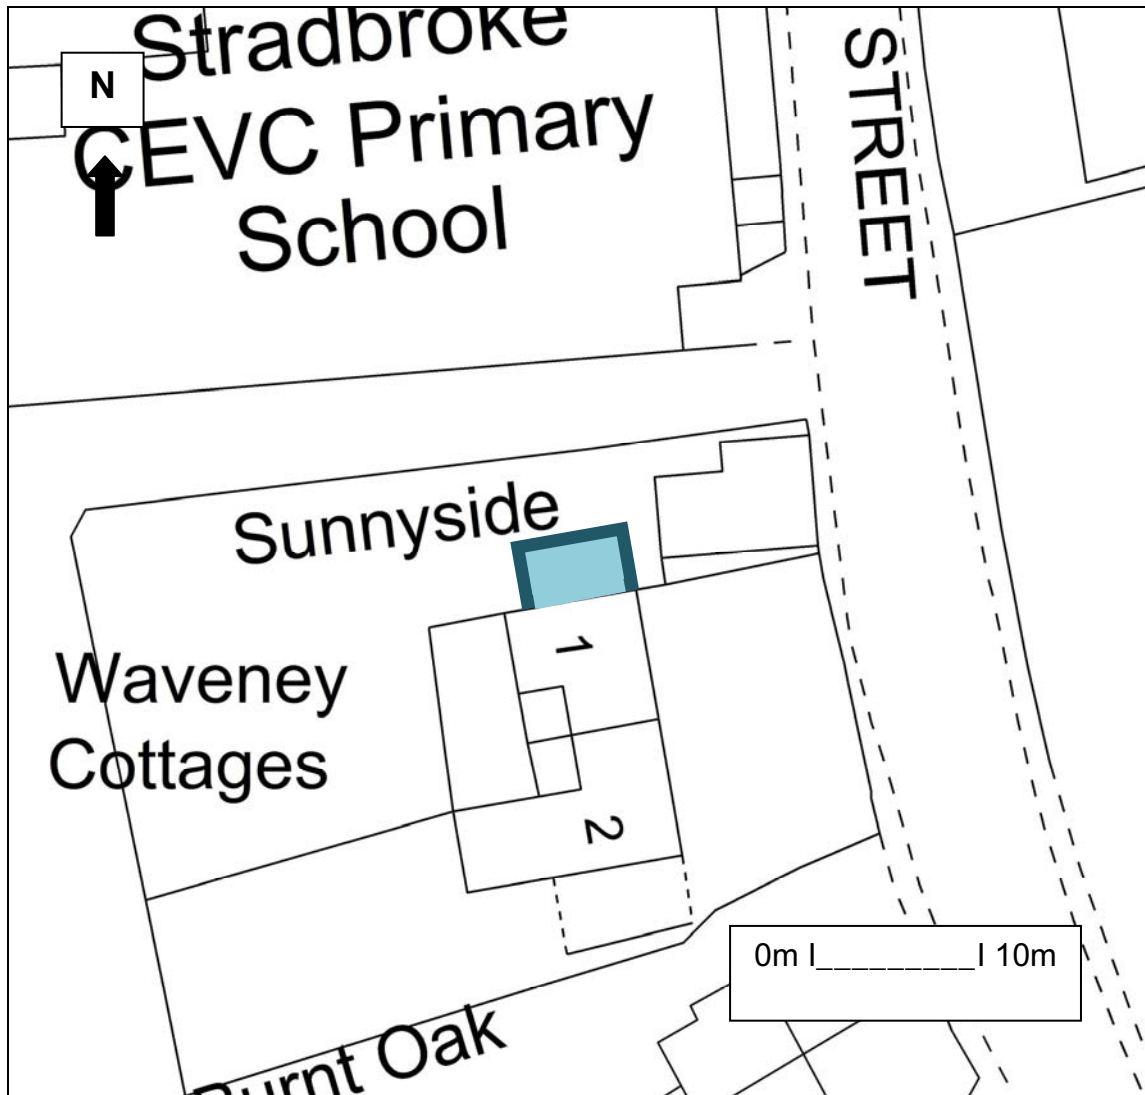 Stradbroke
CEVC Primary
School
N
STREET
Sunnyside
1
Waveney
Cottages
2
0m I_________I 10m
Burnt Oak